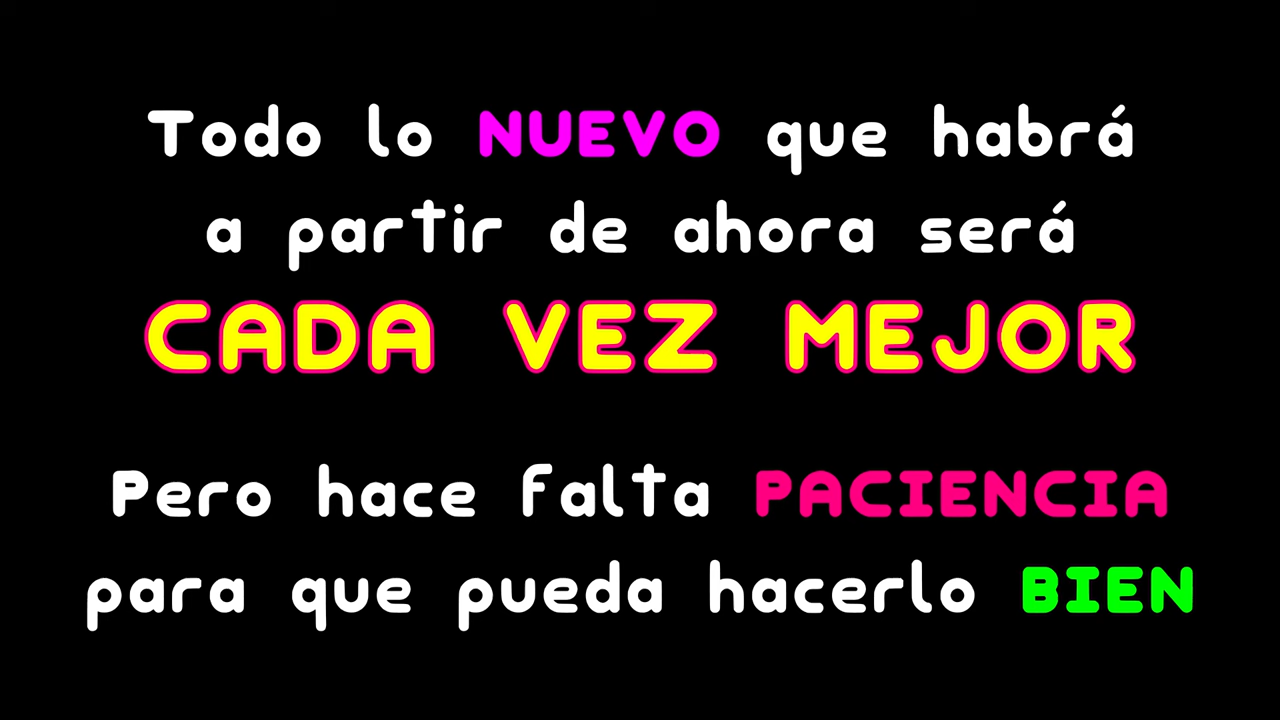 Todo lo NUEVO que habrá
a partir de ahora será
CADA VEZ MEJOR
Pero hace falta PACIENCIA
para que pueda hacerlo BIEN